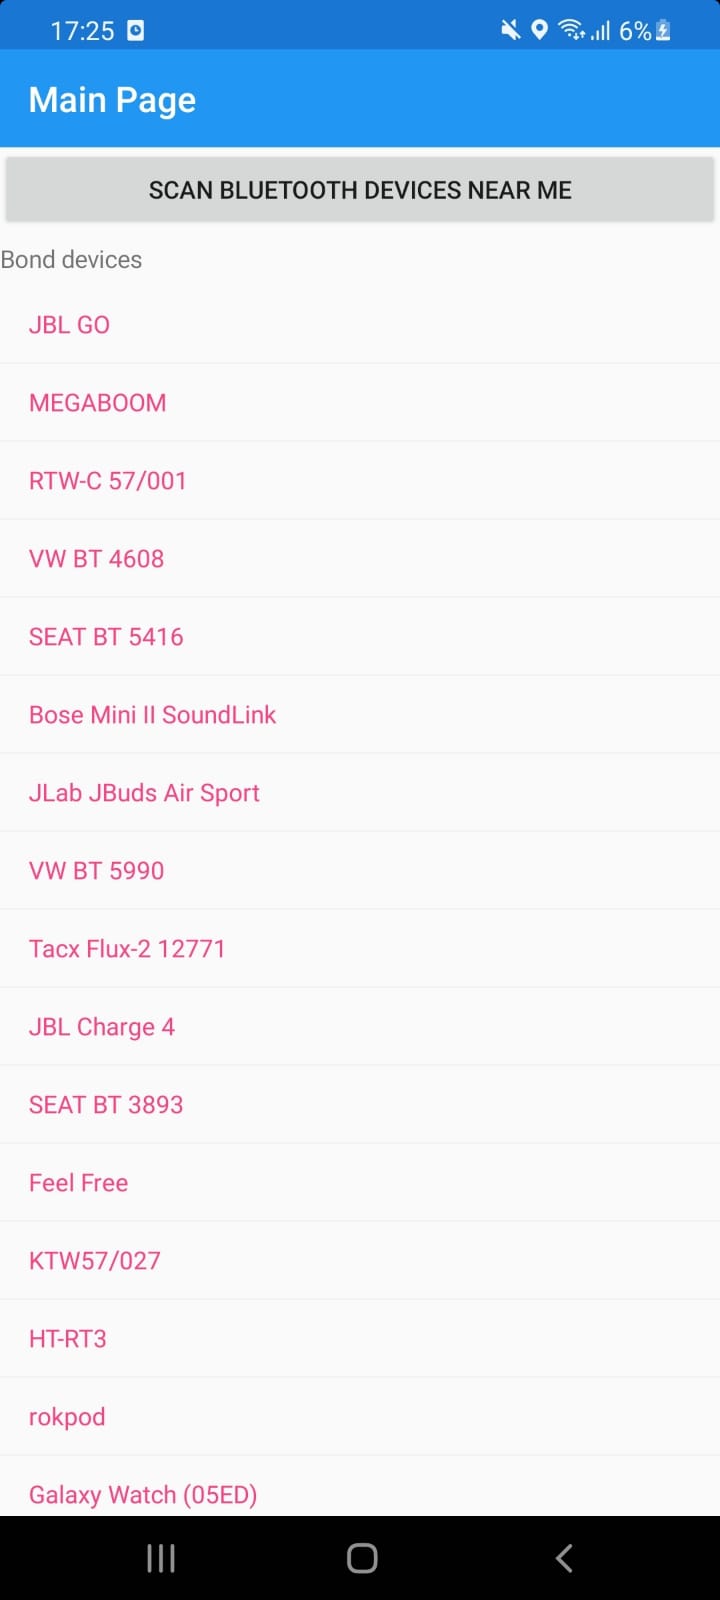 17:25
6%
Main Page
SCAN BLUETOOTH DEVICES NEAR ME
Bond devices
JBL GO
MEGABOOM
RTW-C 57/001
VW BT 4608
SEAT BT 5416
Bose Mini II SoundLink
JLab JBuds Air Sport
VW BT 5990
Tacx Flux-2 12771
JBL Charge 4
SEAT BT 3893
Feel Free
KTW57/027
HT-RT3
rokpod
Galaxy Watch (05ED)